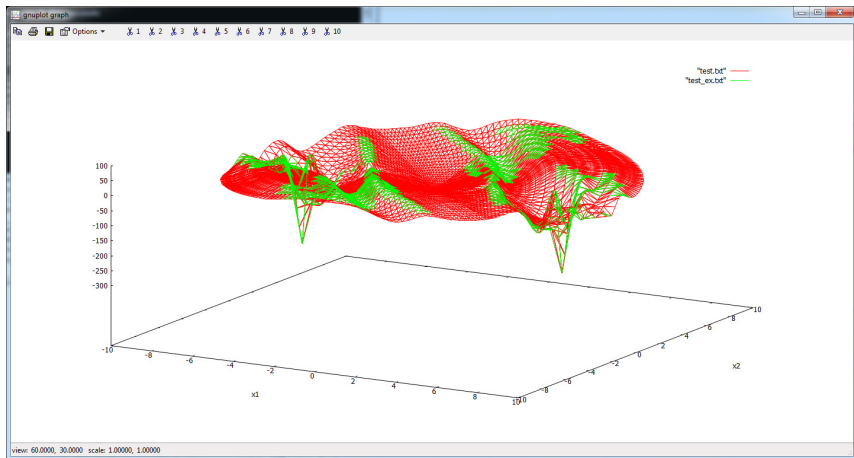 gnuplot graph
Options 1 2 3 4 5 6 7 8 9 10
"test.txt"
"test_ex.txt"
100
50
0
-50
-100
-150
-200
-250
-300
-10 -8 -6 -4 -2 0 2 4 6 8 10
x1
-10 -8 -6 -4 -2 0 2 4 6 8 10
x2
view: 60.0000, 30.0000 scale: 1.00000, 1.00000